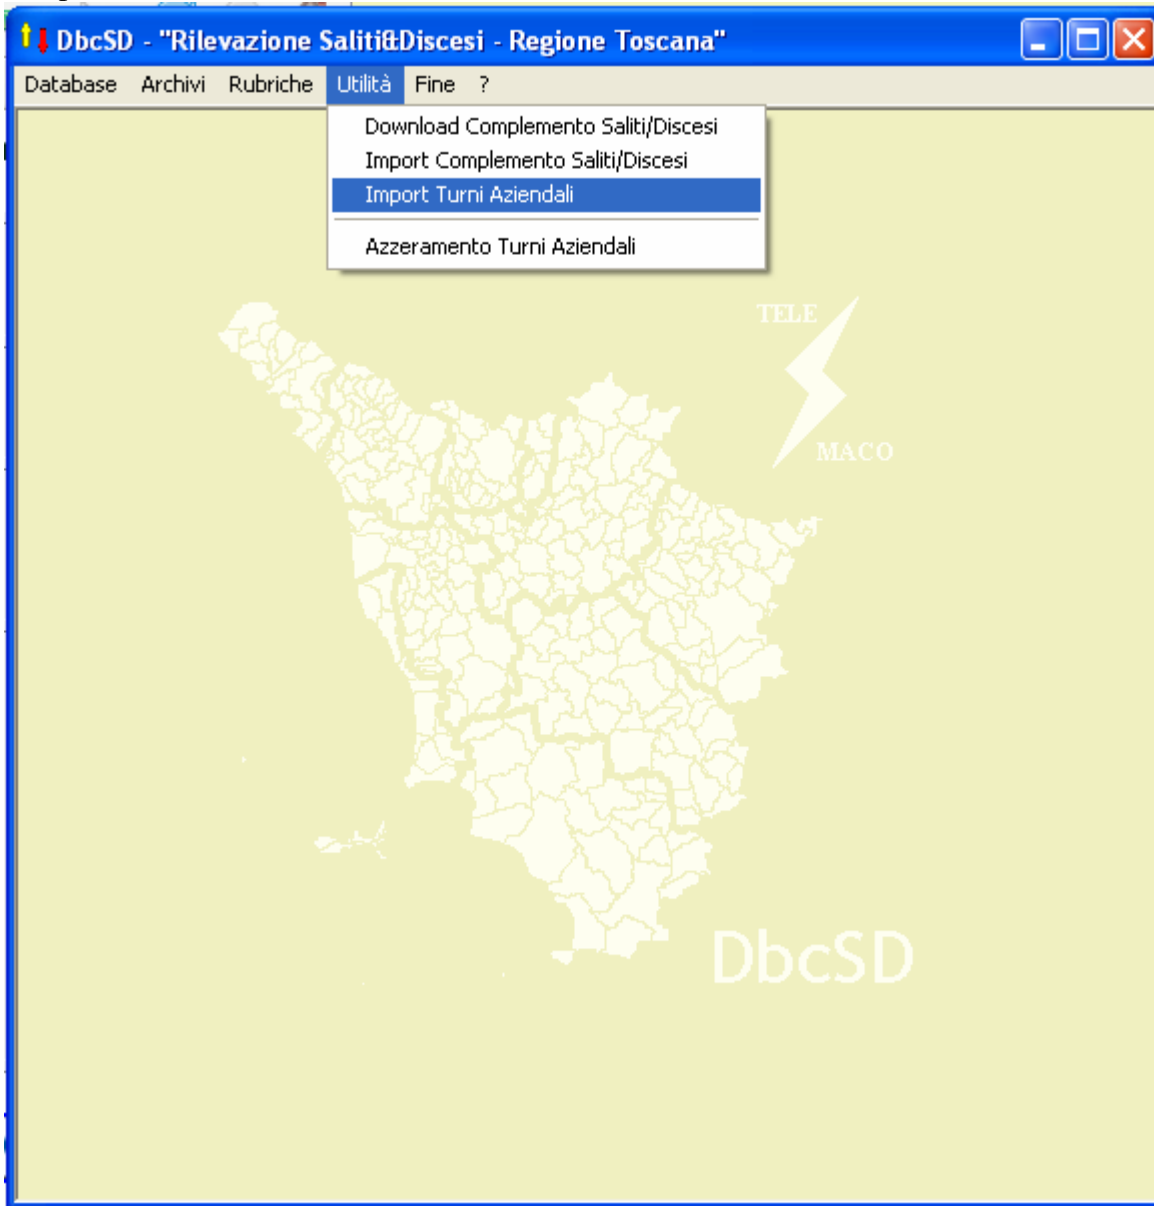 DbcSD - "Rilevazione Saliti&Discesi - Regione Toscana"
Database Archivi Rubriche Utilità Fine ?
Download Complemento Saliti/Discesi
Import Complemento Saliti/Discesi
Import Turni Aziendali
Azzeramento Turni Aziendali
TELE
MACO
DbcSD